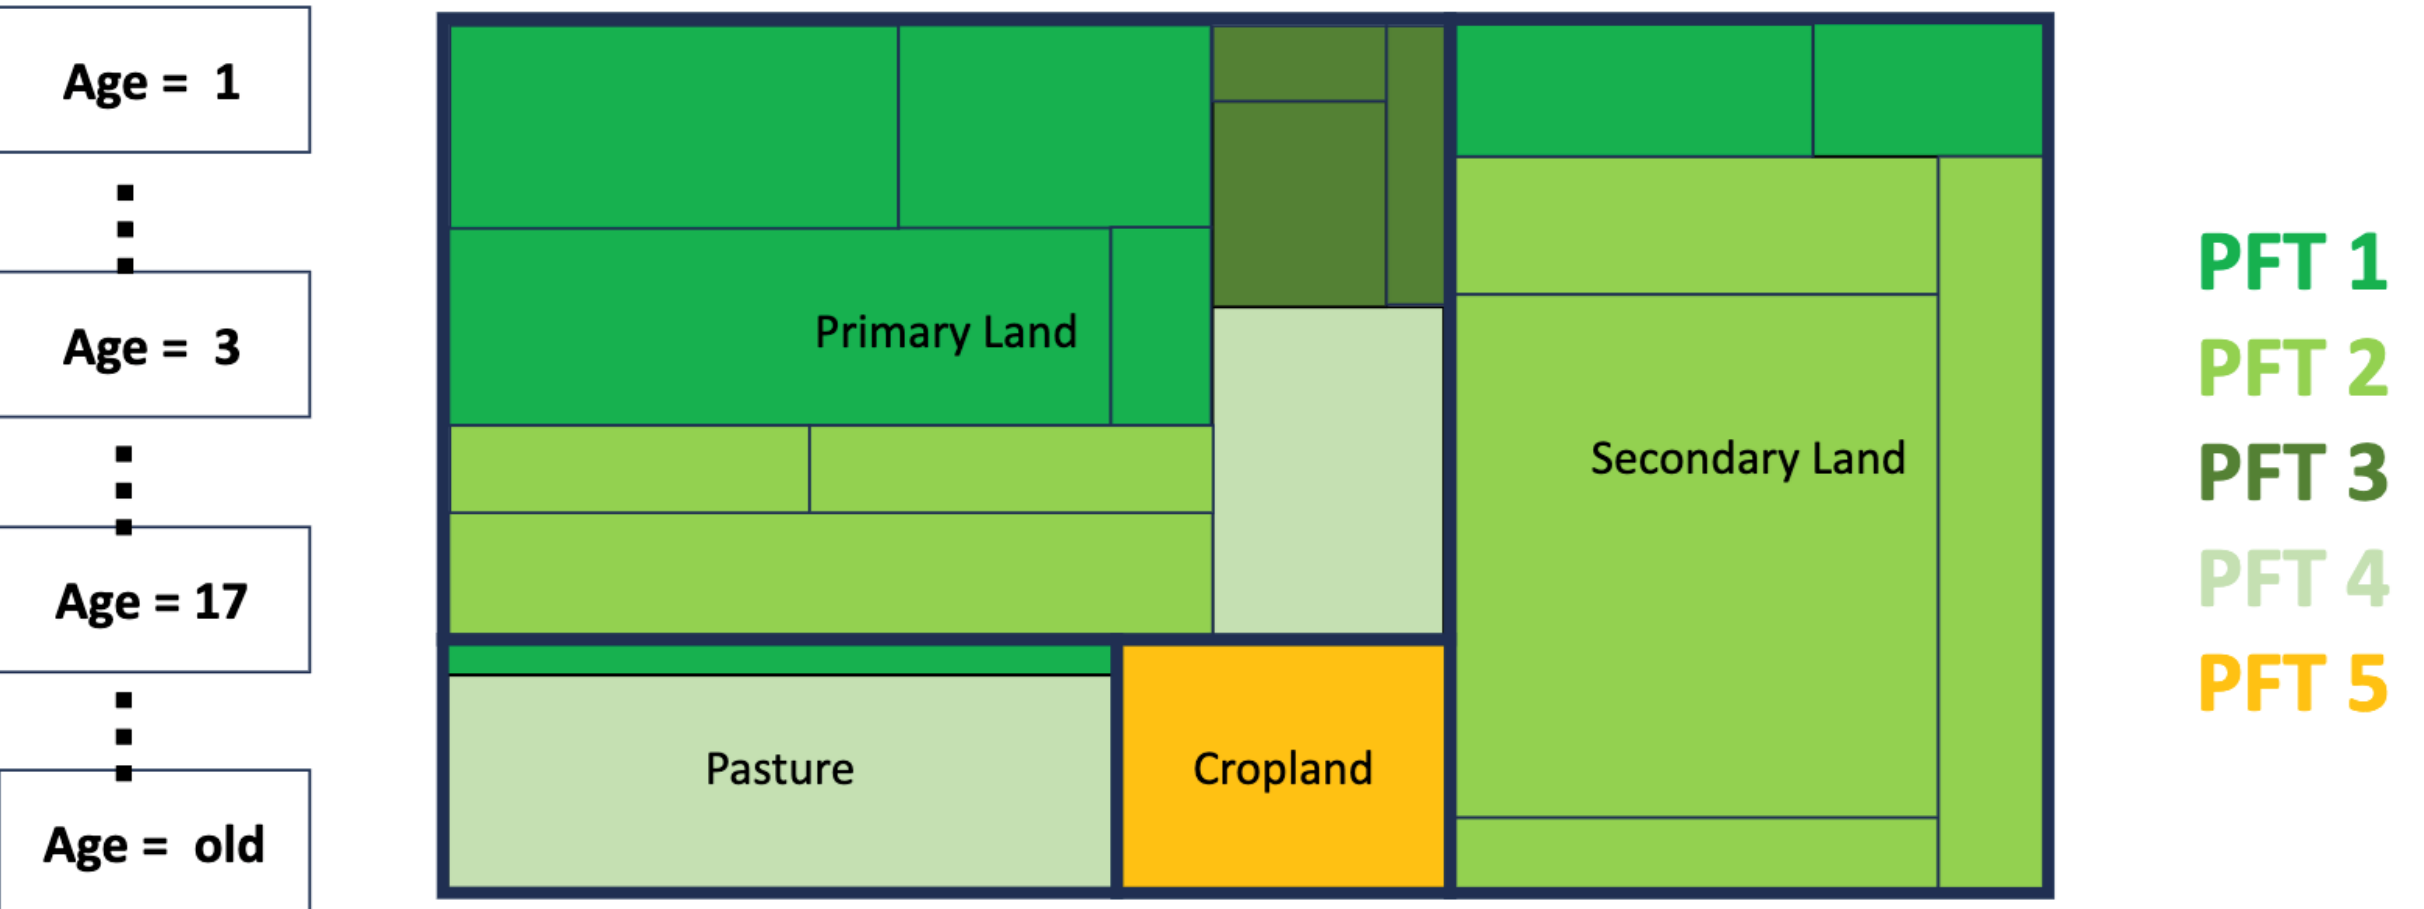 Age = 1
Age = 3
Age = 17
Age = old
Primary Land
Secondary Land
Pasture
Cropland
PFT 1
PFT 2
PFT 3
PFT 4
PFT 5